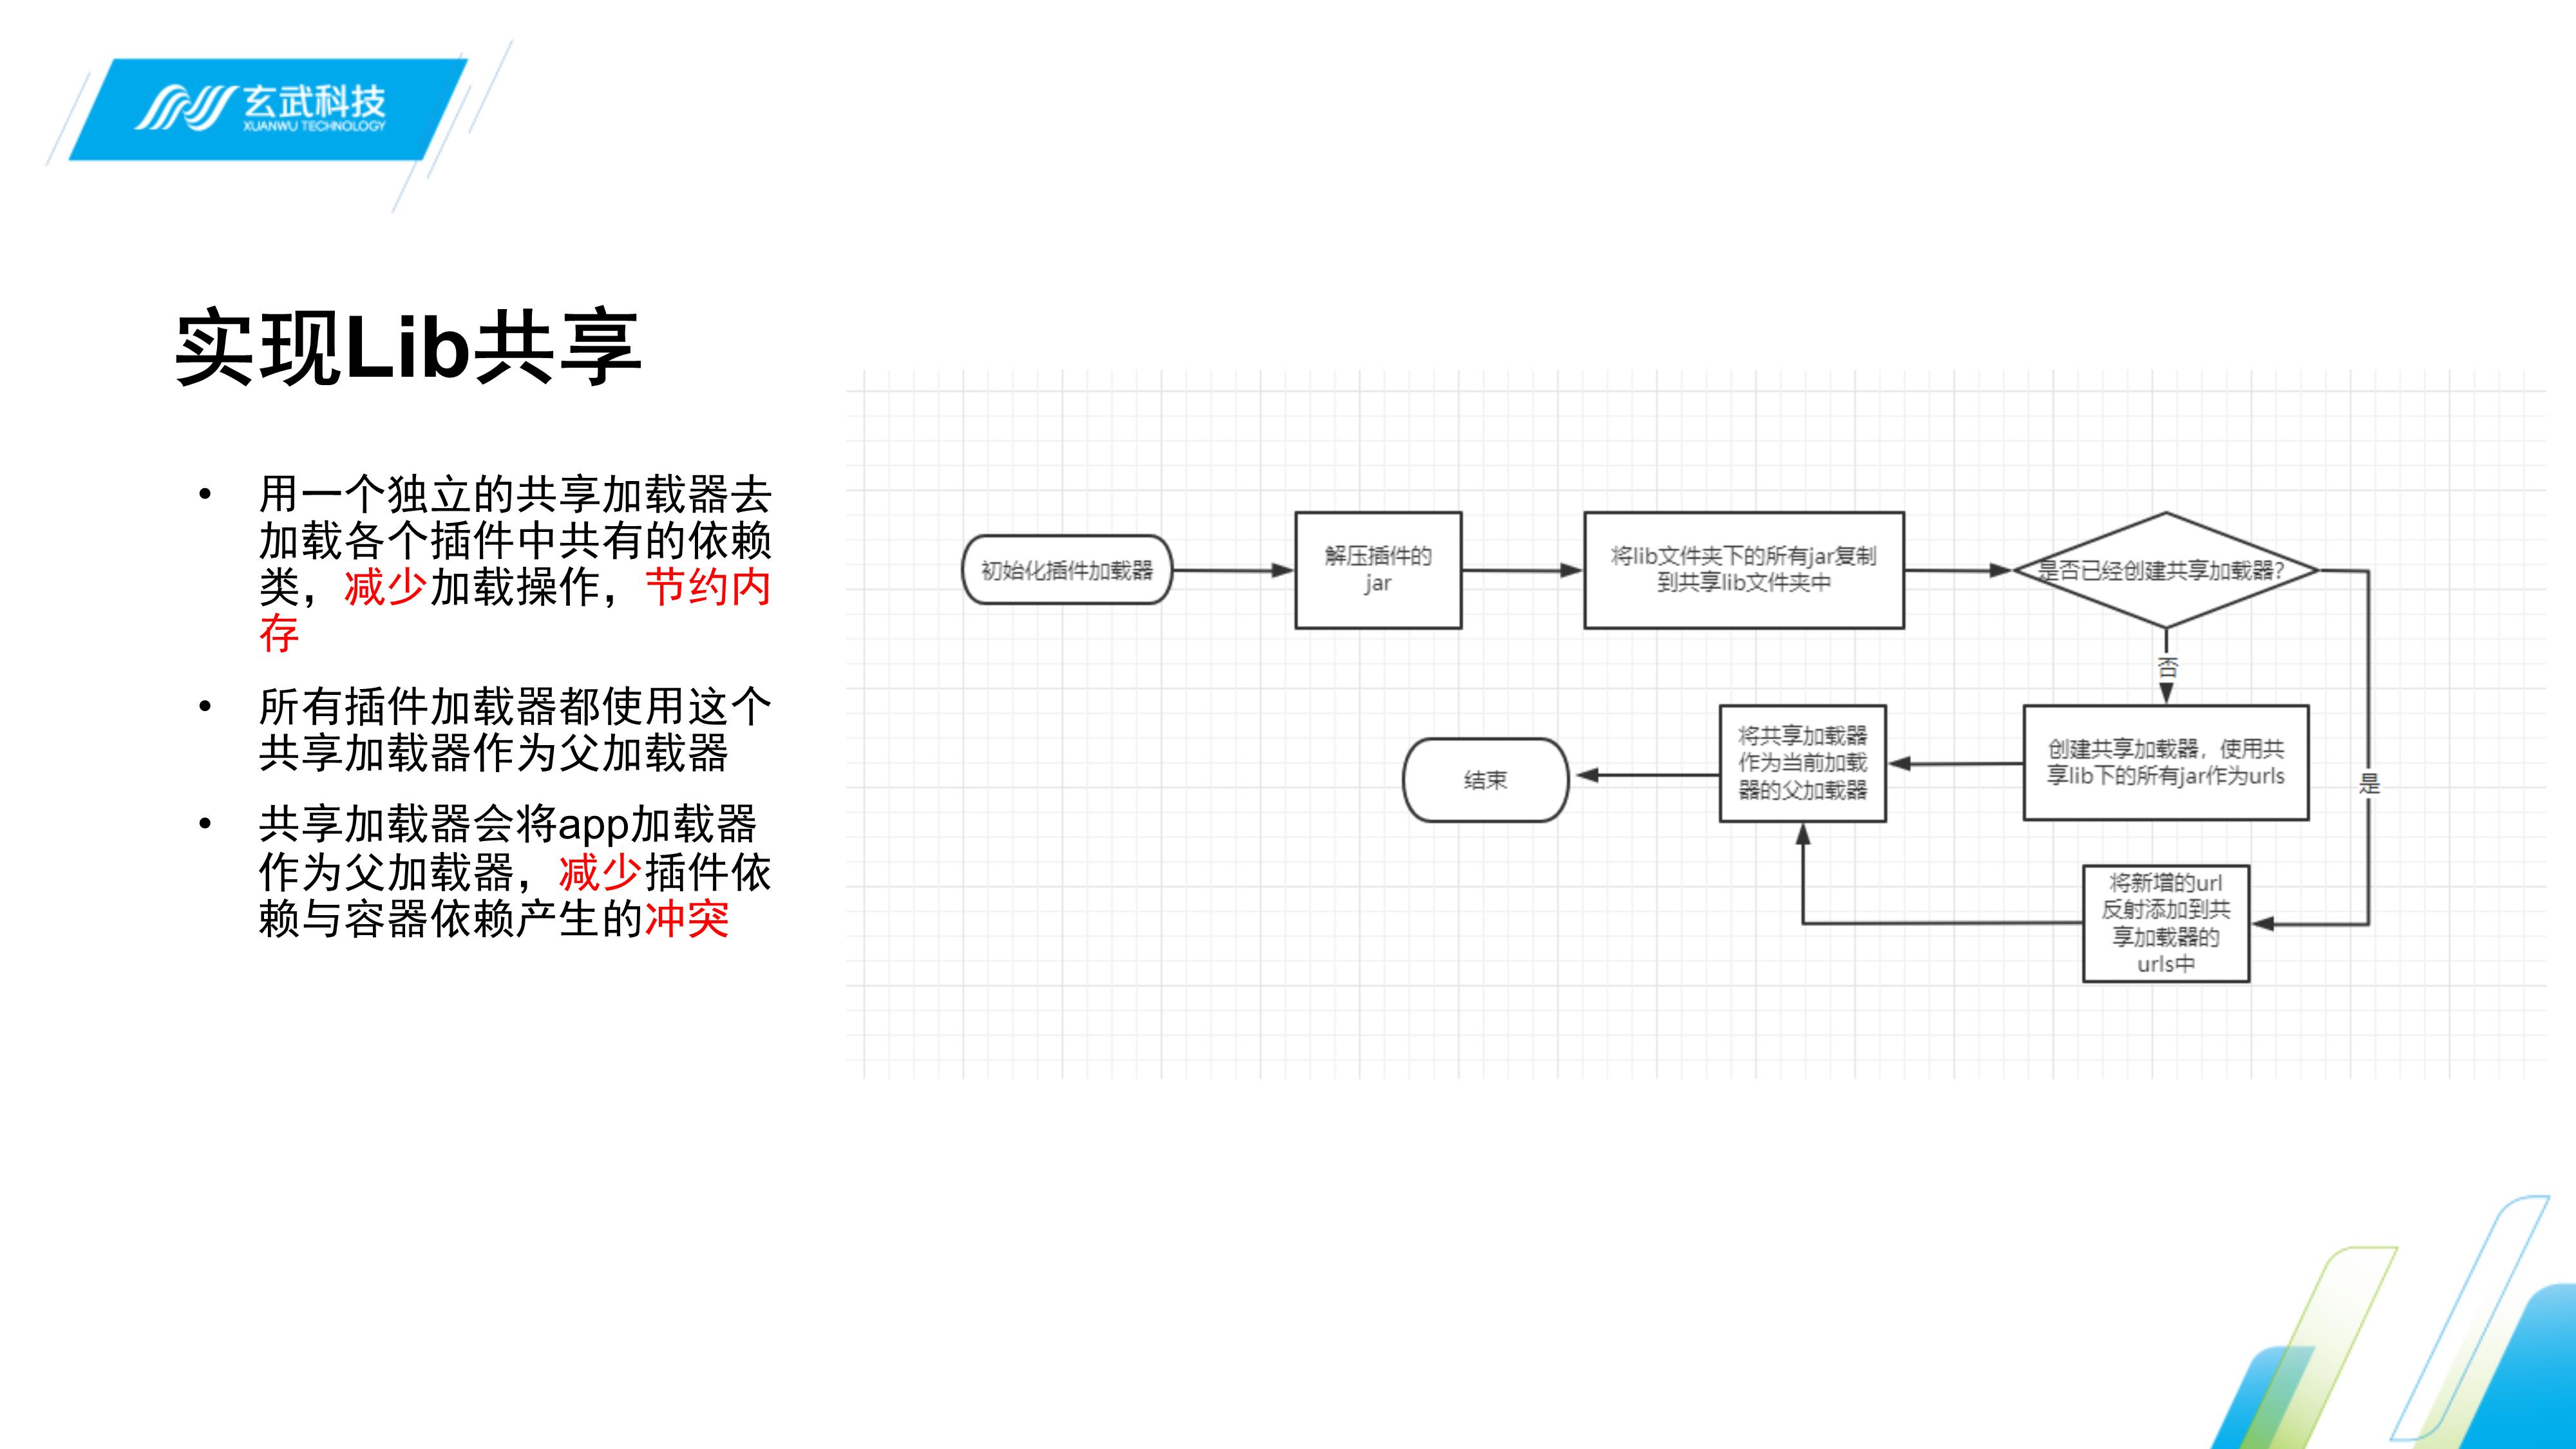 玄武科技
XUANWU TECHNOLOGY
实现Lib共享
• 用一个独立的共享加载器去
加载各个插件中共有的依赖
类，减少加载操作，节约内
存
• 所有插件加载器都使用这个
共享加载器作为父加载器
• 共享加载器会将app加载器
作为父加载器，减少插件依
赖与容器依赖产生的冲突
初始化插件加载器
解压插件的
jar
将lib文件夹下的所有jar复制
到共享lib文件夹中
是否已经创建共享加载器？
否
是
创建共享加载器，使用共
享lib下的所有jar作为urls
将新增的url
反射添加到共
享加载器的
urls中
将共享加载器
作为当前加载
器的父加载器
结束